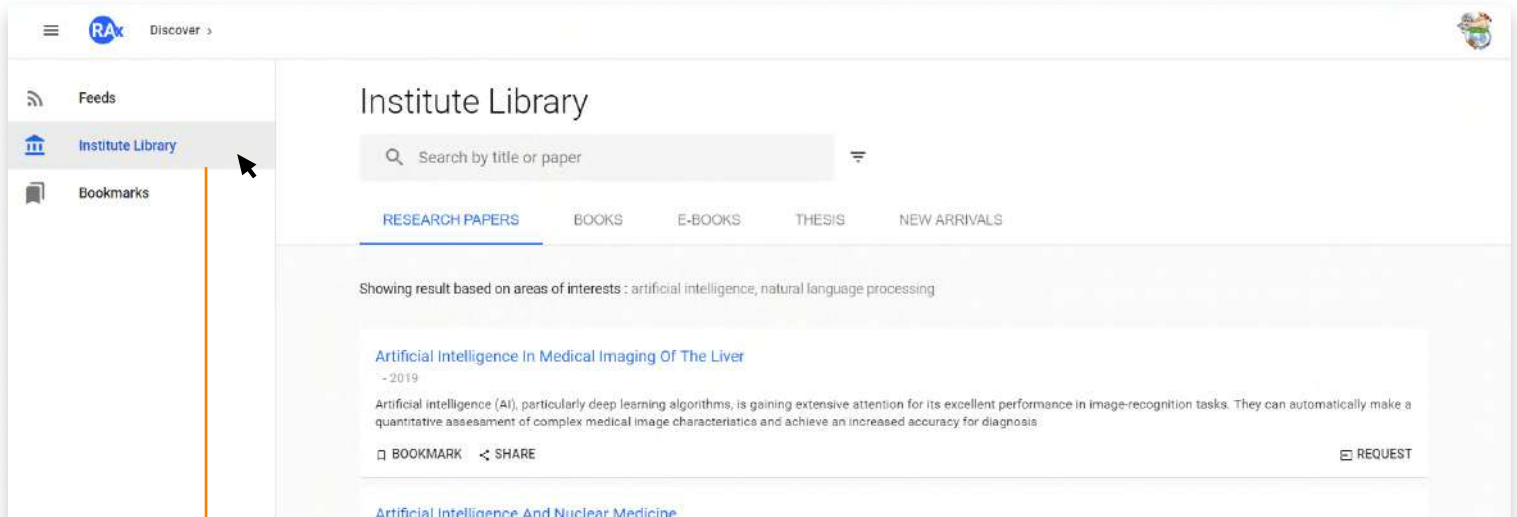 RAx Discover >
Feeds
Institute Library
Bookmarks
Institute Library
Search by title or paper
RESEARCH PAPERS BOOKS E-BOOKS THESIS NEW ARRIVALS
Showing result based on areas of interests : artificial intelligence, natural language processing
Artificial Intelligence In Medical Imaging Of The Liver
- 2019
Artificial intelligence (AI), particularly deep learning algorithms, is gaining extensive attention for its excellent performance in image-recognition tasks. They can automatically make a
quantitative assessment of complex medical image characteristics and achieve an increased accuracy for diagnosis
BOOKMARK SHARE REQUEST
Artificial Intelligence And Nuclear Medicine